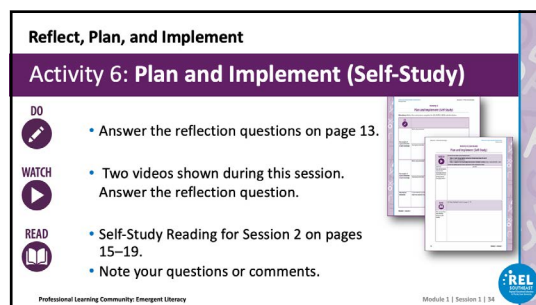 Reflect, Plan, and Implement
Activity 6: Plan and Implement (Self-Study)
DO
• Answer the reflection questions on page 13.
WATCH
• Two videos shown during this session.
Answer the reflection question.
READ
• Self-Study Reading for Session 2 on pages
15–19.
• Note your questions or comments.
Professional Learning Community: Emergent Literacy
Module 1 | Session 1 | 34
REL
SOUTHEAST